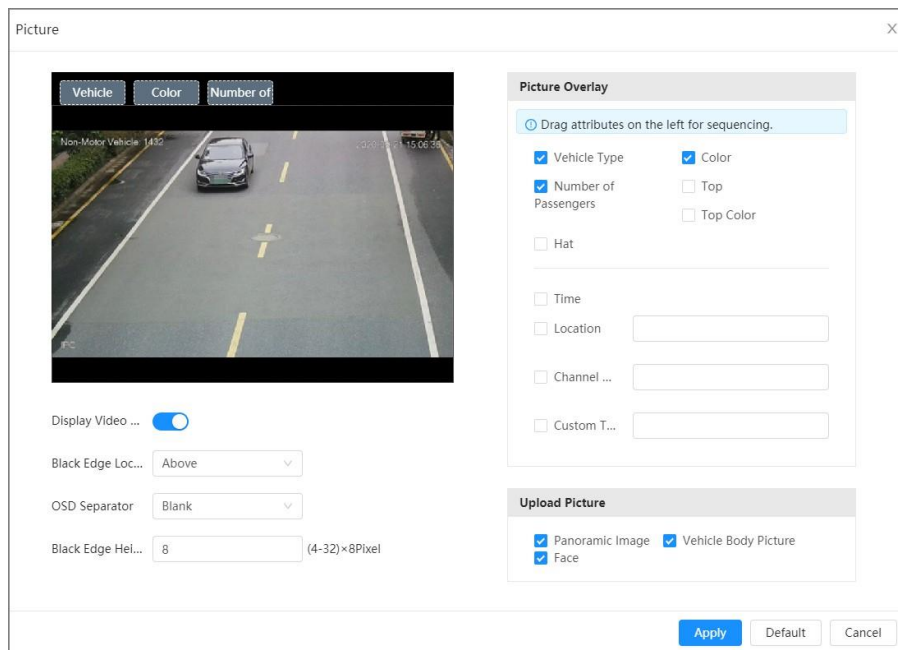 Picture
X
Vehicle Color Number of
Non-Motor Vehicle: 1432
15:06:36
IPC
Display Video ...
Black Edge Loc... Above
OSD Separator Blank
Black Edge Hei... 8 (4-32)×8Pixel
Picture Overlay
Drag attributes on the left for sequencing.
Vehicle Type Color
Number of Passengers Top
Top Color
Hat
Time
Location
Channel ...
Custom T...
Upload Picture
Panoramic Image Vehicle Body Picture
Face
Apply Default Cancel